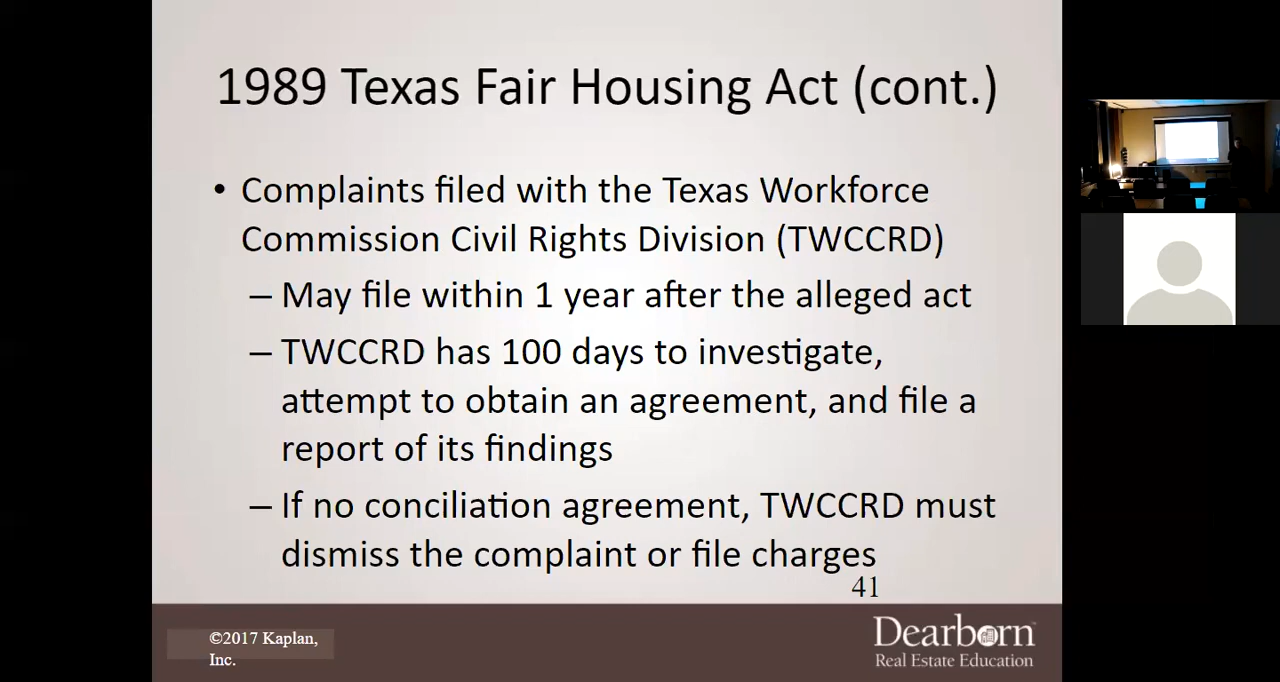 1989 Texas Fair Housing Act (cont.)
• Complaints filed with the Texas Workforce
Commission Civil Rights Division (TWCCRD)
– May file within 1 year after the alleged act
– TWCCRD has 100 days to investigate,
attempt to obtain an agreement, and file a
report of its findings
– If no conciliation agreement, TWCCRD must
dismiss the complaint or file charges
41
©2017 Kaplan,
Inc.
Dearborn™
Real Estate Education